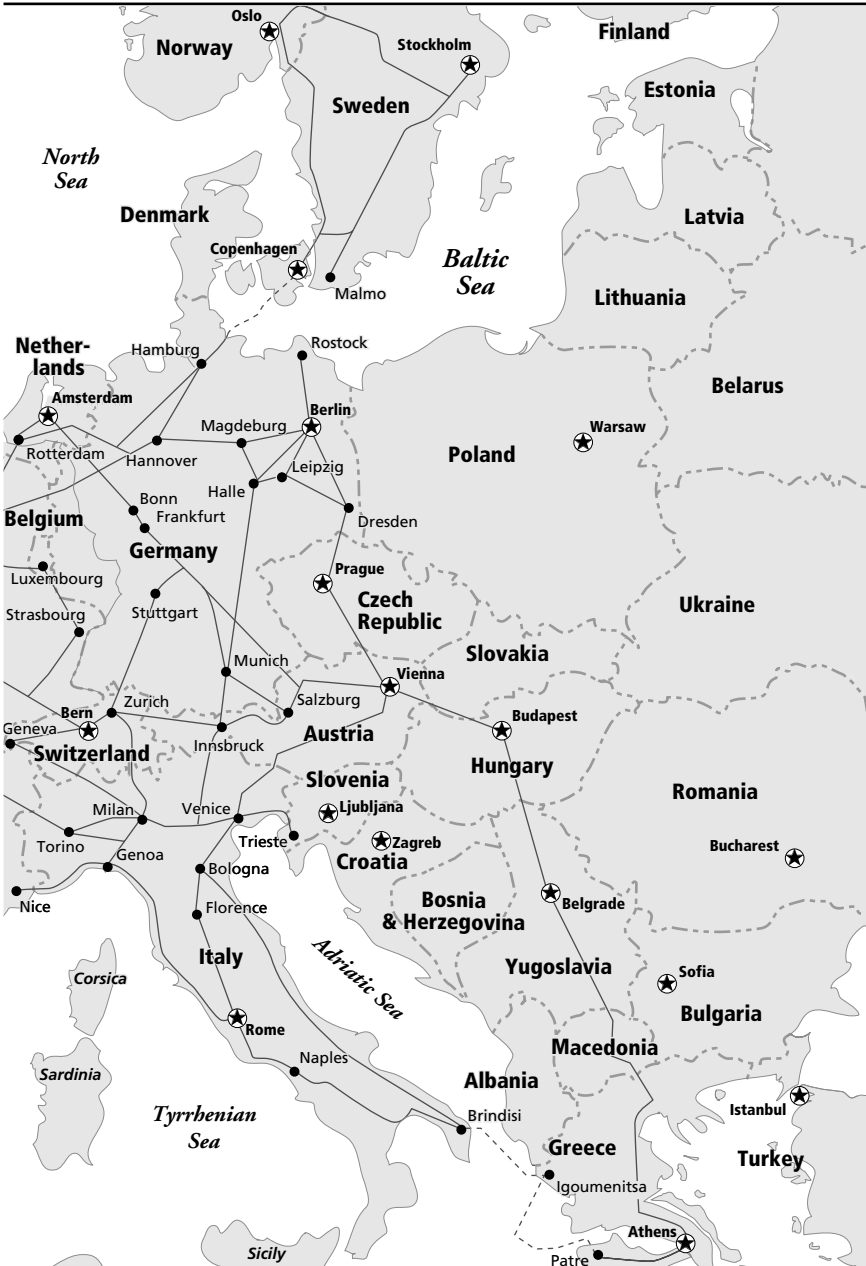 Oslo
Norway
Stockholm
Finland
Sweden
Estonia
North
Sea
Denmark
Latvia
Copenhagen
Baltic
Sea
Malmo
Lithuania
Nether-
lands
Hamburg
Rostock
Amsterdam
Belarus
Berlin
Magdeburg
Warsaw
Rotterdam
Hannover
Poland
Leipzig
Halle
Bonn
Frankfurt
Belgium
Dresden
Germany
Prague
Luxembourg
Czech
Republic
Strasbourg
Stuttgart
Ukraine
Slovakia
Munich
Vienna
Zurich
Salzburg
Bern
Geneva
Innsbruck
Austria
Budapest
Switzerland
Hungary
Slovenia
Romania
Milan
Venice
Ljubljana
Torino
Trieste
Zagreb
Genoa
Croatia
Bucharest
Bologna
Nice
Florence
Bosnia
& Herzegovina
Belgrade
Italy
Adriatic Sea
Yugoslavia
Sofia
Corsica
Bulgaria
Rome
Macedonia
Naples
Sardinia
Albania
Tyrrhenian
Sea
Brindisi
Istanbul
Greece
Turkey
Igoumenitsa
Athens
Sicily
Patre